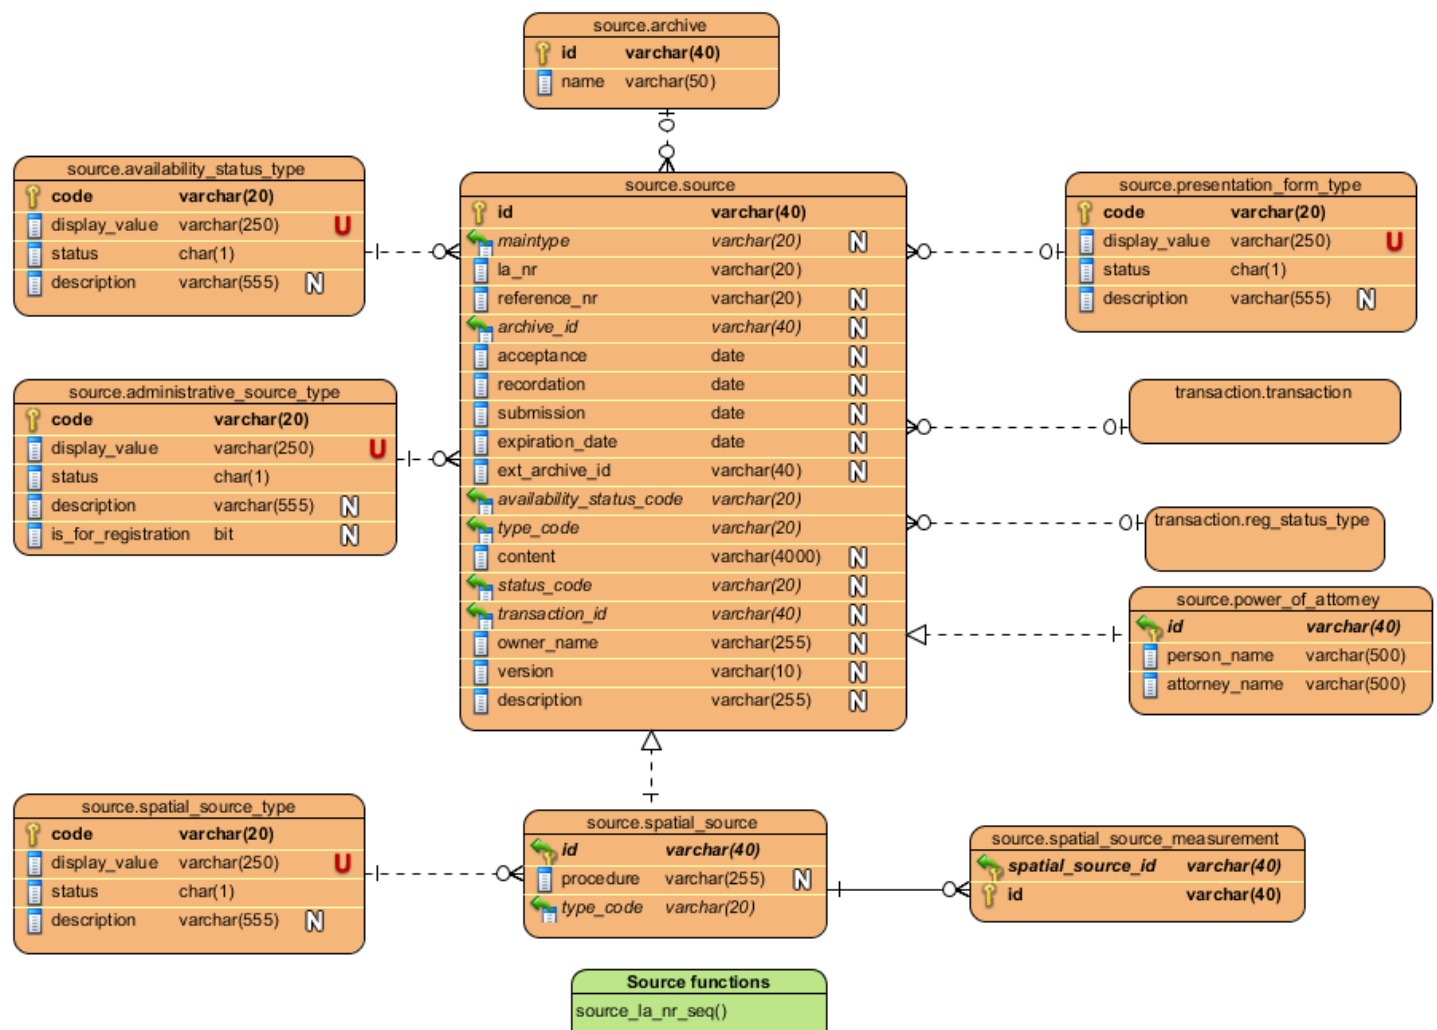 source.archive
id varchar(40)
name varchar(50)
source.availability_status_type
code varchar(20)
display_value varchar(250) U
status char(1)
description varchar(555) N
source.administrative_source_type
code varchar(20)
display_value varchar(250) U
status char(1)
description varchar(555) N
is_for_registration bit N
source.source
id varchar(40)
maintype varchar(20) N
la_nr varchar(20)
reference_nr varchar(20) N
archive_id varchar(40) N
acceptance date N
recordation date N
submission date N
expiration_date date N
ext_archive_id varchar(40) N
availability_status_code varchar(20)
type_code varchar(20)
content varchar(4000) N
status_code varchar(20) N
transaction_id varchar(40) N
owner_name varchar(255) N
version varchar(10) N
description varchar(255) N
source.presentation_form_type
code varchar(20)
display_value varchar(250) U
status char(1)
description varchar(555) N
transaction.transaction
transaction.reg_status_type
source.power_of_attorney
id varchar(40)
person_name varchar(500)
attorney_name varchar(500)
source.spatial_source_type
code varchar(20)
display_value varchar(250) U
status char(1)
description varchar(555) N
source.spatial_source
id varchar(40)
procedure varchar(255) N
type_code varchar(20)
source.spatial_source_measurement
spatial_source_id varchar(40)
id varchar(40)
Source functions
source_la_nr_seq()